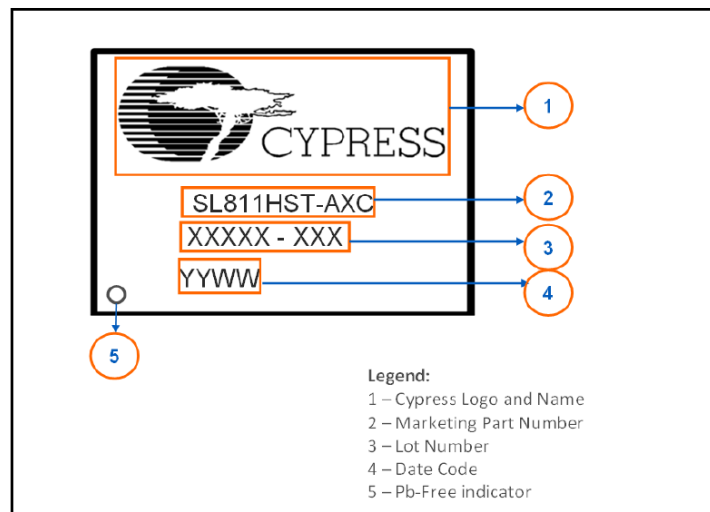 CYPRESS
1
SL811HST-AXC
2
XXXXX - XXX
3
YYWW
4
5
Legend:
1 – Cypress Logo and Name
2 – Marketing Part Number
3 – Lot Number
4 – Date Code
5 – Pb-Free indicator